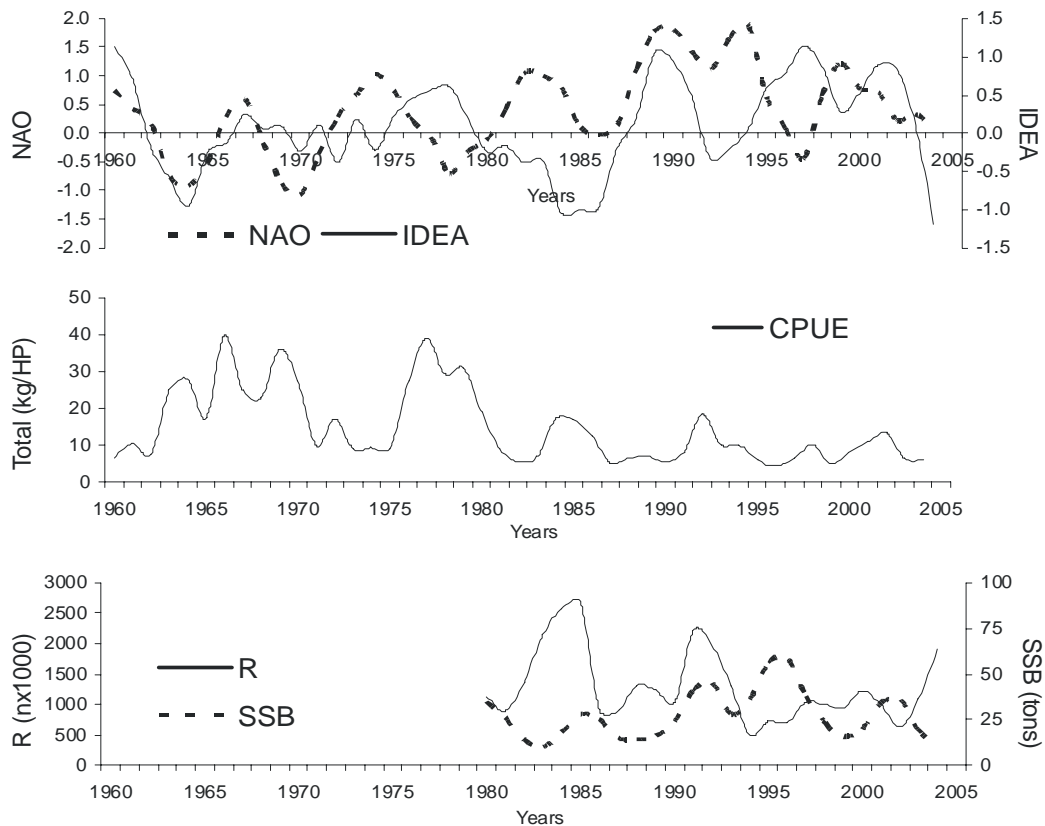 2.0 1.5
1.5 1.0
1.0 0.5
0.5
0.0 0.0
-0.5 -0.5
-1.0 -1.0
-1.5
-2.0 -1.5
NAO
IDEA
1960 1965 1970 1975 1980 1985 1990 1995 2000 2005
Years
NAO IDEA
50
40
30
20
10
0
Total (kg/HP)
CPUE
1960 1965 1970 1975 1980 1985 1990 1995 2000 2005
Years
3000 100
2500
2000 75
1500 50
1000
500 25
0 0
R (nx1000)
SSB (tons)
R
SSB
1960 1965 1970 1975 1980 1985 1990 1995 2000 2005
Years